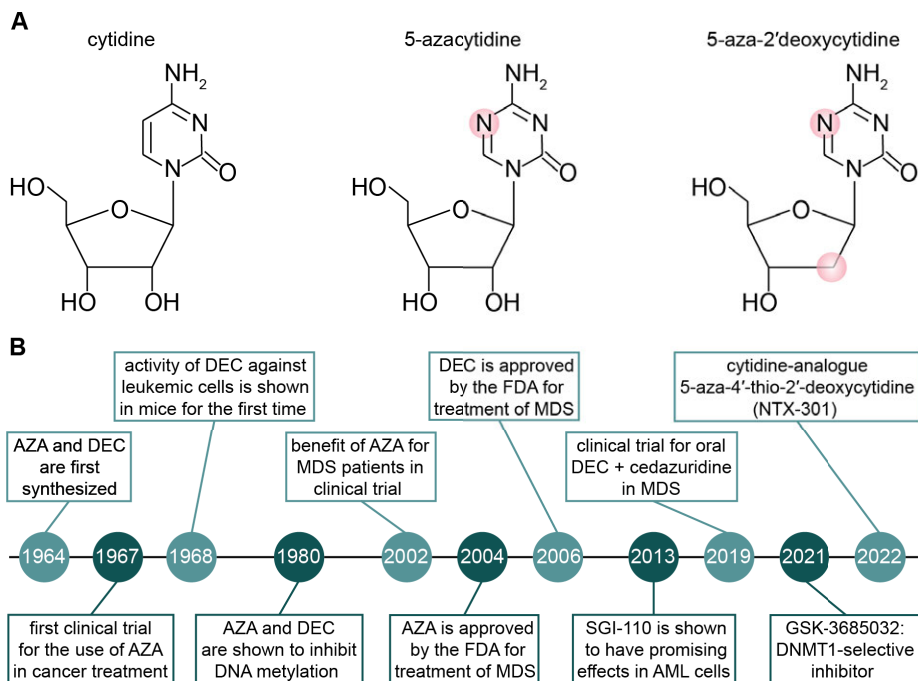 A
cytidine
5-azacytidine
5-aza-2′deoxycytidine
NH2
N
N
O
HO
O
HO
OH
NH2
N
N
N
O
HO
O
HO
OH
NH2
N
N
N
O
HO
O
HO
B
AZA and DEC
are first
synthesized
activity of DEC against
leukemic cells is shown
in mice for the first time
benefit of AZA for
MDS patients in
clinical trial
DEC is approved
by the FDA for
treatment of MDS
clinical trial for oral
DEC + cedazuridine
in MDS
cytidine-analogue
5-aza-4′-thio-2′-deoxycytidine
(NTX-301)
1964
1967
1968
1980
2002
2004
2006
2013
2019
2021
2022
first clinical trial
for the use of AZA
in cancer treatment
AZA and DEC
are shown to inhibit
DNA metylation
AZA is approved
by the FDA for
treatment of MDS
SGI-110 is shown
to have promising
effects in AML cells
GSK-3685032:
DNMT1-selective
inhibitor